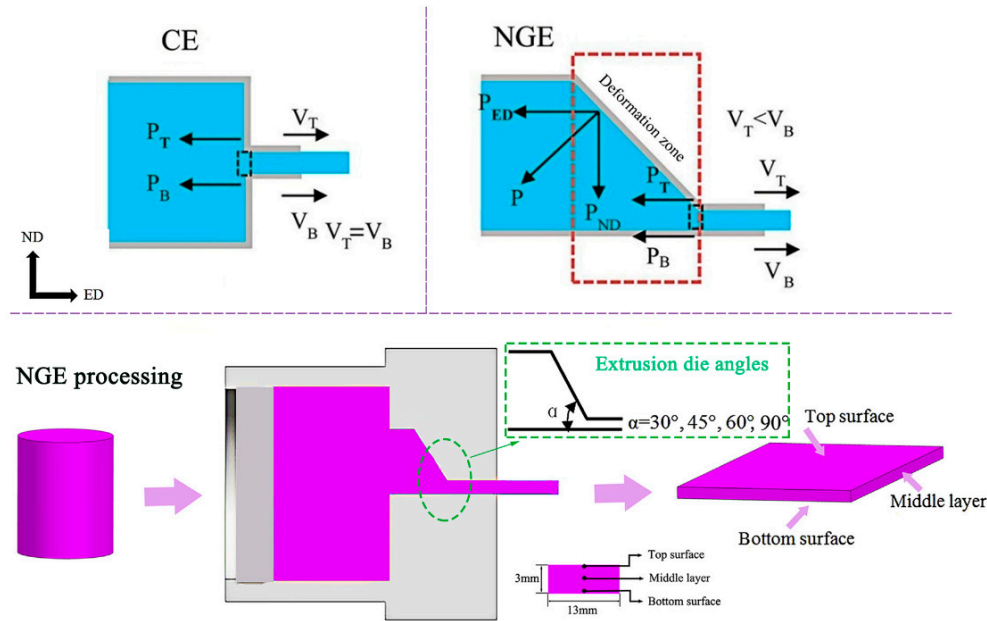 CE
P_T
P_B
V_T
V_B
V_T=V_B
ND
ED
NGE
Deformation zone
P_ED
P
P_ND
P_T
P_B
V_T<V_B
V_T
V_B
NGE processing
Extrusion die angles
α
α=30°, 45°, 60°, 90°
Top surface
Middle layer
Bottom surface
3mm
13mm
Top surface
Middle layer
Bottom surface